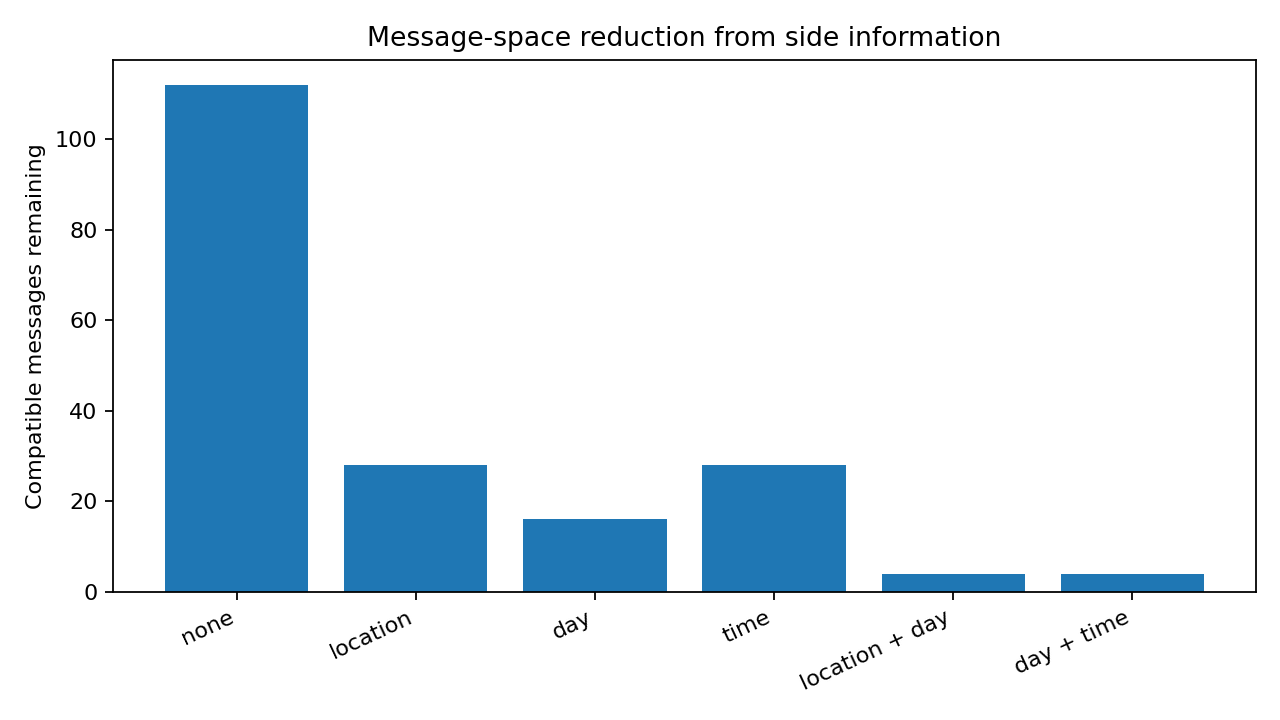 Message-space reduction from side information
Compatible messages remaining
100
80
60
40
20
0
none
location
day
time
location + day
day + time